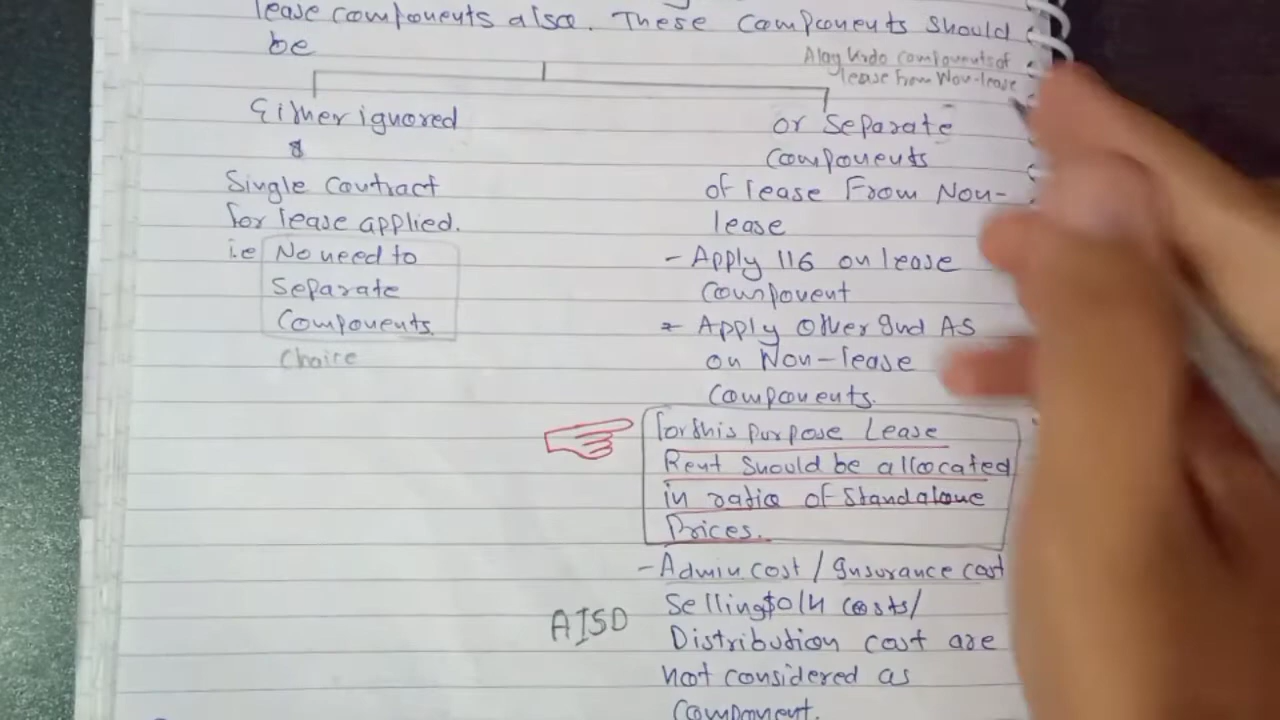 lease components also. These components should
be
Alag Krdo components of
lease from Non-lease
Either ignored
&
Single contract
for lease applied.
i.e No need to
Separate
Components.
Choice
or Separate
Components
of lease From Non-
lease
- Apply 116 on lease
Component
- Apply Other Ind AS
on Non-lease
Components.
for this purpose Lease
Rent Should be allocated
in ratio of Standalone
Prices.
- Admin.cost / Insurance cost
Selling & O/H costs/
AISD
Distribution cost are
not considered as
Component.